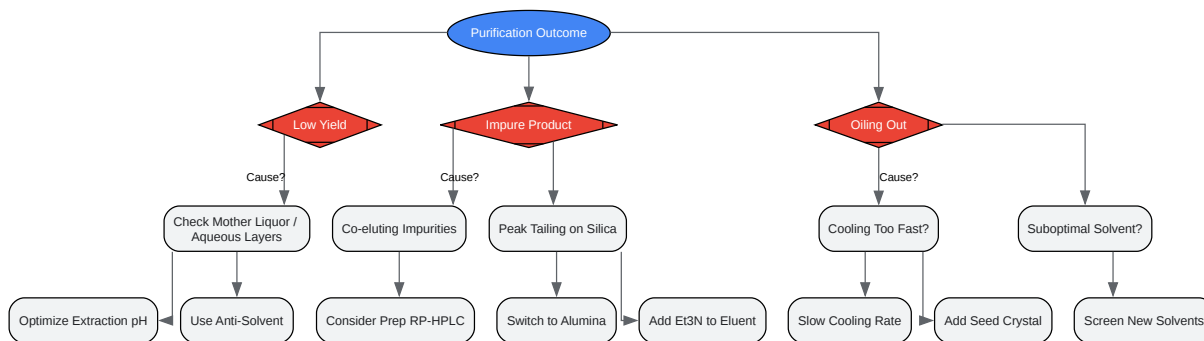 Purification Outcome
Low Yield
Impure Product
Oiling Out
Cause?
Cause?
Cause?
Check Mother Liquor /
Aqueous Layers
Co-eluting Impurities
Peak Tailing on Silica
Cooling Too Fast?
Suboptimal Solvent?
Optimize Extraction pH
Use Anti-Solvent
Consider Prep RP-HPLC
Switch to Alumina
Add Et3N to Eluent
Slow Cooling Rate
Add Seed Crystal
Screen New Solvents